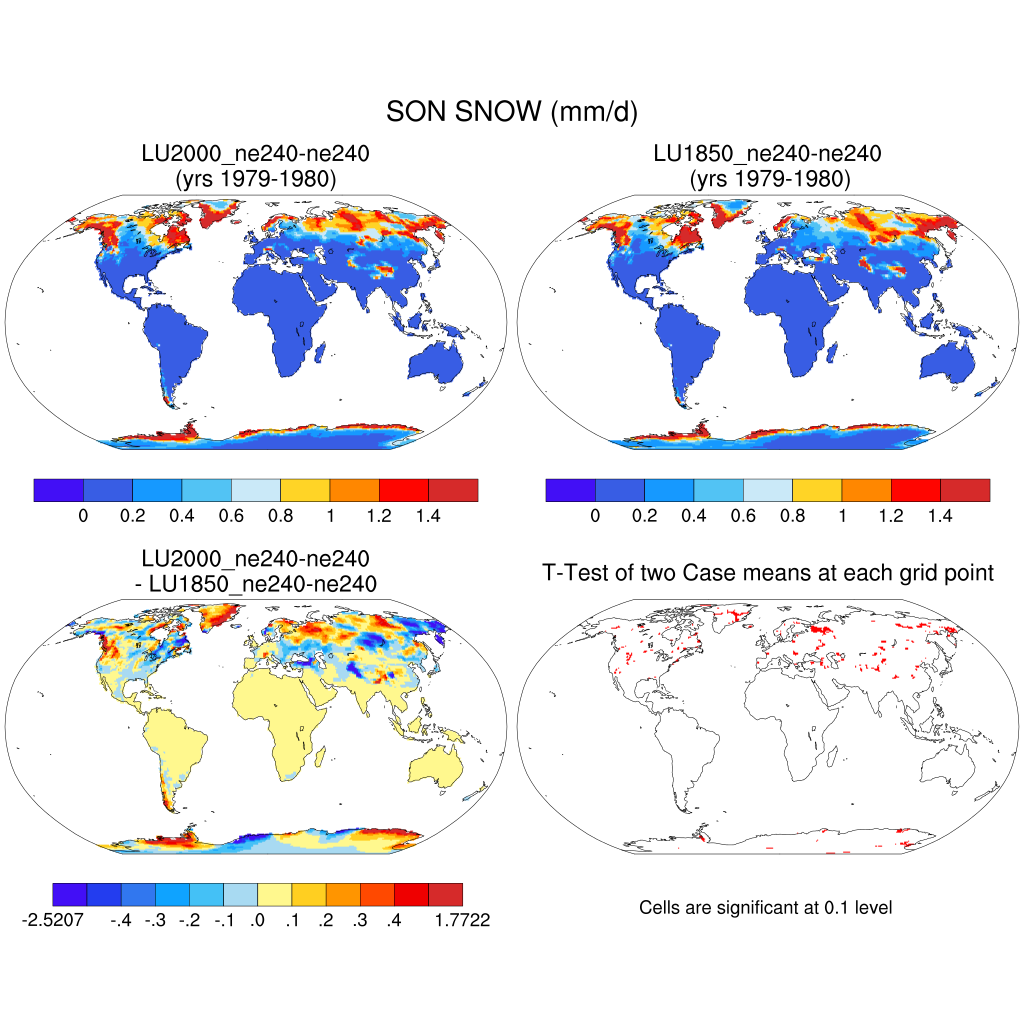 SON SNOW (mm/d)
LU2000_ne240-ne240
(yrs 1979-1980)
LU1850_ne240-ne240
(yrs 1979-1980)
0 0.2 0.4 0.6 0.8 1 1.2 1.4
0 0.2 0.4 0.6 0.8 1 1.2 1.4
LU2000_ne240-ne240
- LU1850_ne240-ne240
T-Test of two Case means at each grid point
-2.5207 -.4 -.3 -.2 -.1 .0 .1 .2 .3 .4 1.7722
Cells are significant at 0.1 level